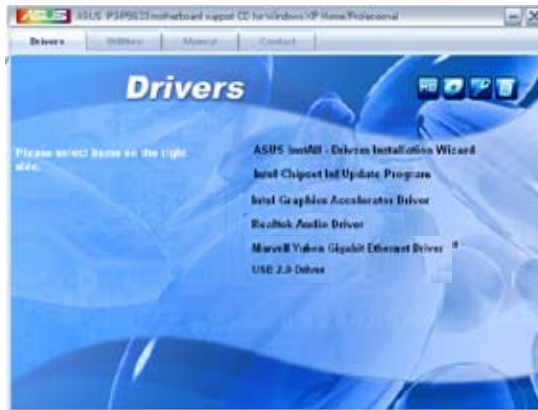 ASUS motherboard support CD for Windows XP Home/Professional
Drivers Utilities Manual Contact
Drivers
Please select items on the right
side.
ASUS InstAll - Drivers Installation Wizard
Intel Chipset Inf Update Program
Intel Graphics Accelerator Driver
Realtek Audio Driver
Marvell Yukon Gigabit Ethernet Driver
USB 2.0 Driver